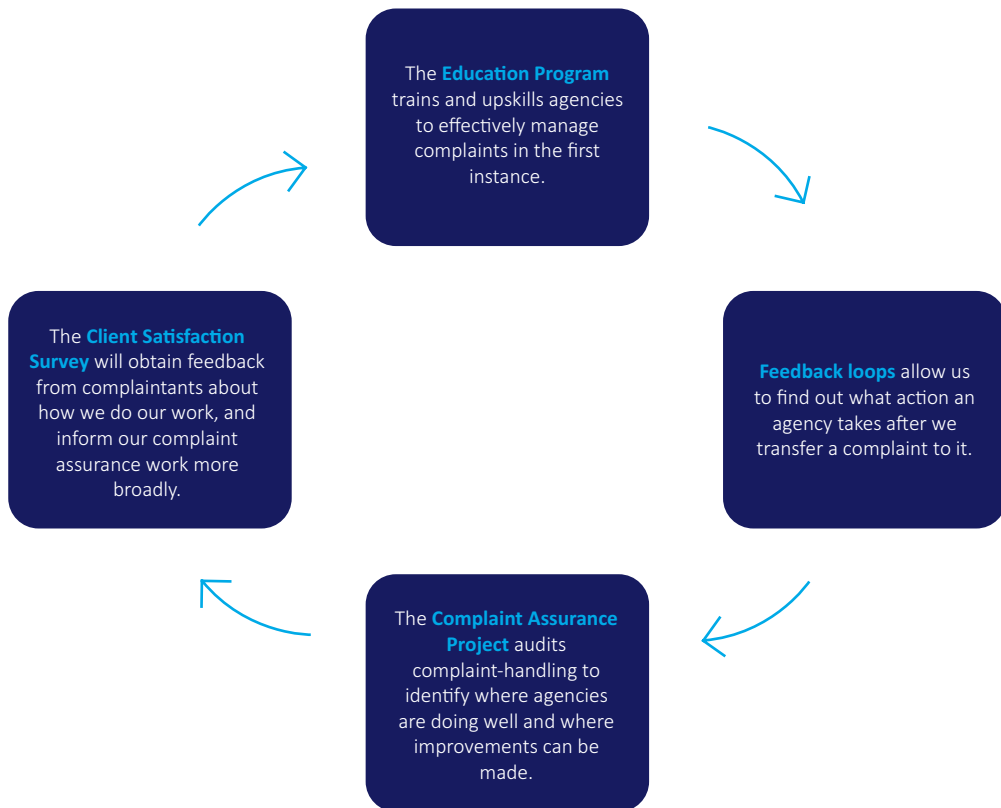 The Education Program
trains and upskills agencies
to effectively manage
complaints in the first
instance.
Feedback loops allow us
to find out what action an
agency takes after we
transfer a complaint to it.
The Complaint Assurance
Project audits
complaint-handling to
identify where agencies
are doing well and where
improvements can be
made.
The Client Satisfaction
Survey will obtain feedback
from complainants about
how we do our work, and
inform our complaint
assurance work more
broadly.